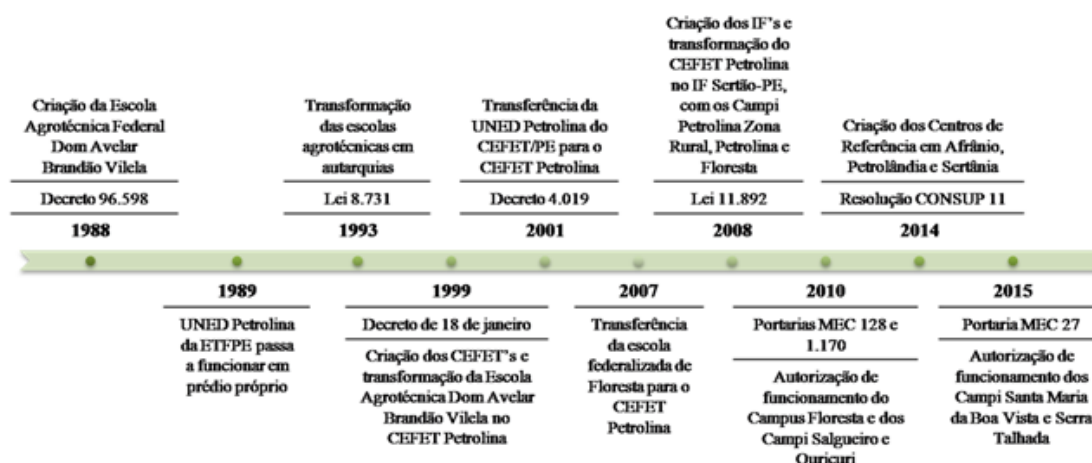 Criação da Escola
Agrotécnica Federal
Dom Avelar
Brandão Vilela
Decreto 96.598
1988
Transformação
das escolas
agrotécnicas em
autarquias
Lei 8.731
1993
Transferência da
UNED Petrolina do
CEFET/PE para o
CEFET Petrolina
Decreto 4.019
2001
Criação dos IF's e
transformação do
CEFET Petrolina
no IF Sertão-PE,
com os Campi
Petrolina Zona
Rural, Petrolina e
Floresta
Lei 11.892
2008
Criação dos Centros de
Referência em Afrânio,
Petrolândia e Sertânia
Resolução CONSUP 11
2014
1989
UNED Petrolina
da ETFPE passa
a funcionar em
prédio próprio
1999
Decreto de 18 de janeiro
Criação dos CEFET's e
transformação da Escola
Agrotécnica Dom Avelar
Brandão Vilela no
CEFET Petrolina
2007
Transferência
da escola
federalizada de
Floresta para o
CEFET
Petrolina
2010
Portarias MEC 128 e
1.170
Autorização de
funcionamento do
Campus Floresta e dos
Campi Salgueiro e
Ouricuri
2015
Portaria MEC 27
Autorização de
funcionamento dos
Campi Santa Maria
da Boa Vista e Serra
Talhada